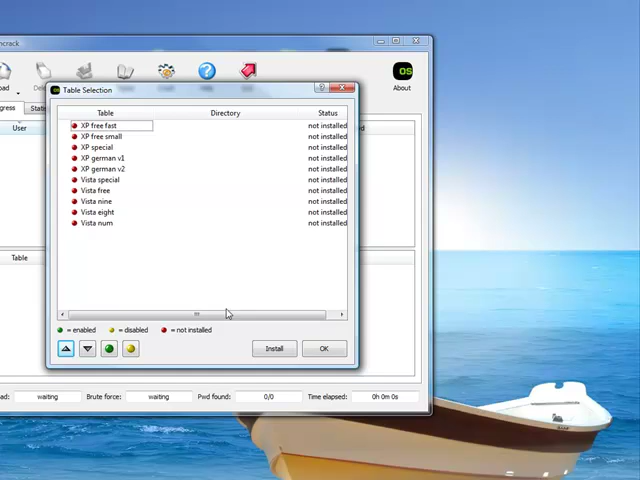 ncrack
OS
oad
About
gress
Stati
Table Selection
User
Table
Directory
Status
XP free fast not installed
XP free small not installed
XP special not installed
XP german v1 not installed
XP german v2 not installed
Vista special not installed
Vista free not installed
Vista nine not installed
Vista eight not installed
Vista num not installed
Table
= enabled = disabled = not installed
Install OK
ad: waiting Brute force: waiting Pwd found: 0/0 Time elapsed: 0h 0m 0s